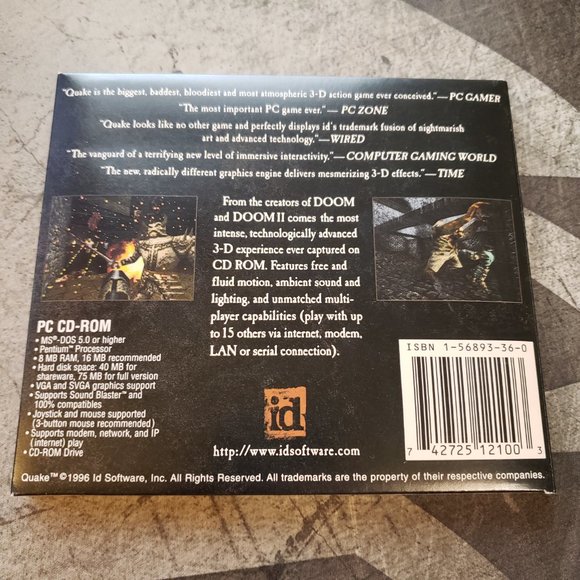 “Quake is the biggest, baddest, bloodiest and most atmospheric 3-D action game ever conceived.”—PC GAMER
“The most important PC game ever.”— PC ZONE
“Quake looks like no other game and perfectly displays id's trademark fusion of nightmarish
art and advanced technology.”—WIRED
“The vanguard of a terrifying new level of immersive interactivity.”— COMPUTER GAMING WORLD
“The new, radically different graphics engine delivers mesmerizing 3-D effects.”— TIME
From the creators of DOOM
and DOOM II comes the most
intense, technologically advanced
3-D experience ever captured on
CD ROM. Features free and
fluid motion, ambient sound and
lighting, and unmatched multi-
player capabilities (play with up
to 15 others via internet, modem,
LAN or serial connection).
PC CD-ROM
• MS®-DOS 5.0 or higher
• Pentium™ Processor
• 8 MB RAM, 16 MB recommended
• Hard disk space: 40 MB for
shareware, 75 MB for full version
• VGA and SVGA graphics support
• Supports Sound Blaster™ and
100% compatibles
• Joystick and mouse supported
(3-button mouse recommended)
• Supports modem, network, and IP
(internet) play
• CD-ROM Drive
id
http://www.idsoftware.com
ISBN 1-56893-36-0
7 42725 12100 3
Quake™©1996 Id Software, Inc. All Rights Reserved. All trademarks are the property of their respective companies.